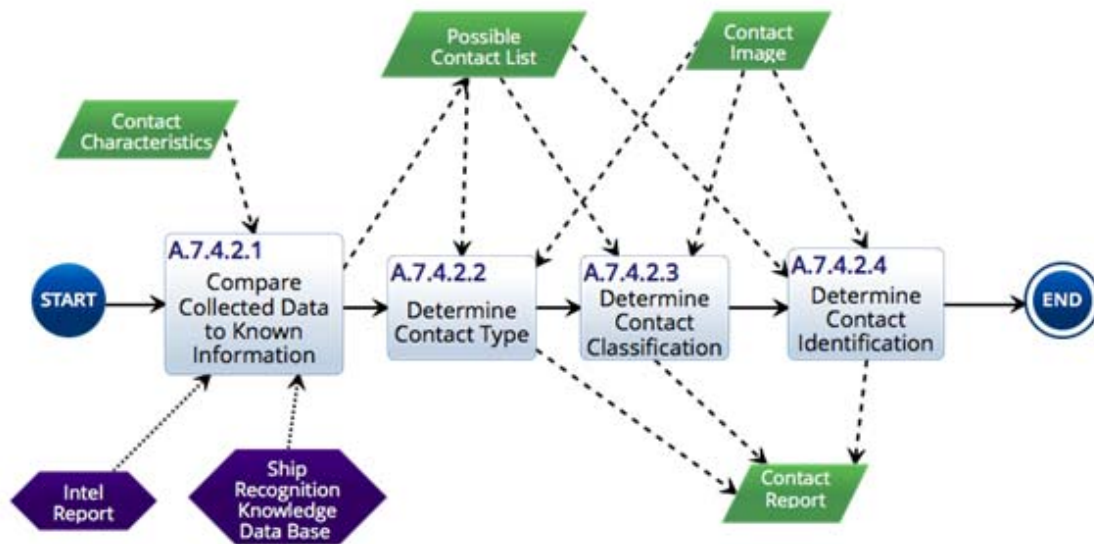 Possible
Contact List
Contact
Image
Contact
Characteristics
START
A.7.4.2.1
Compare
Collected Data
to Known
Information
A.7.4.2.2
Determine
Contact Type
A.7.4.2.3
Determine
Contact
Classification
A.7.4.2.4
Determine
Contact
Identification
END
Intel
Report
Ship
Recognition
Knowledge
Data Base
Contact
Report